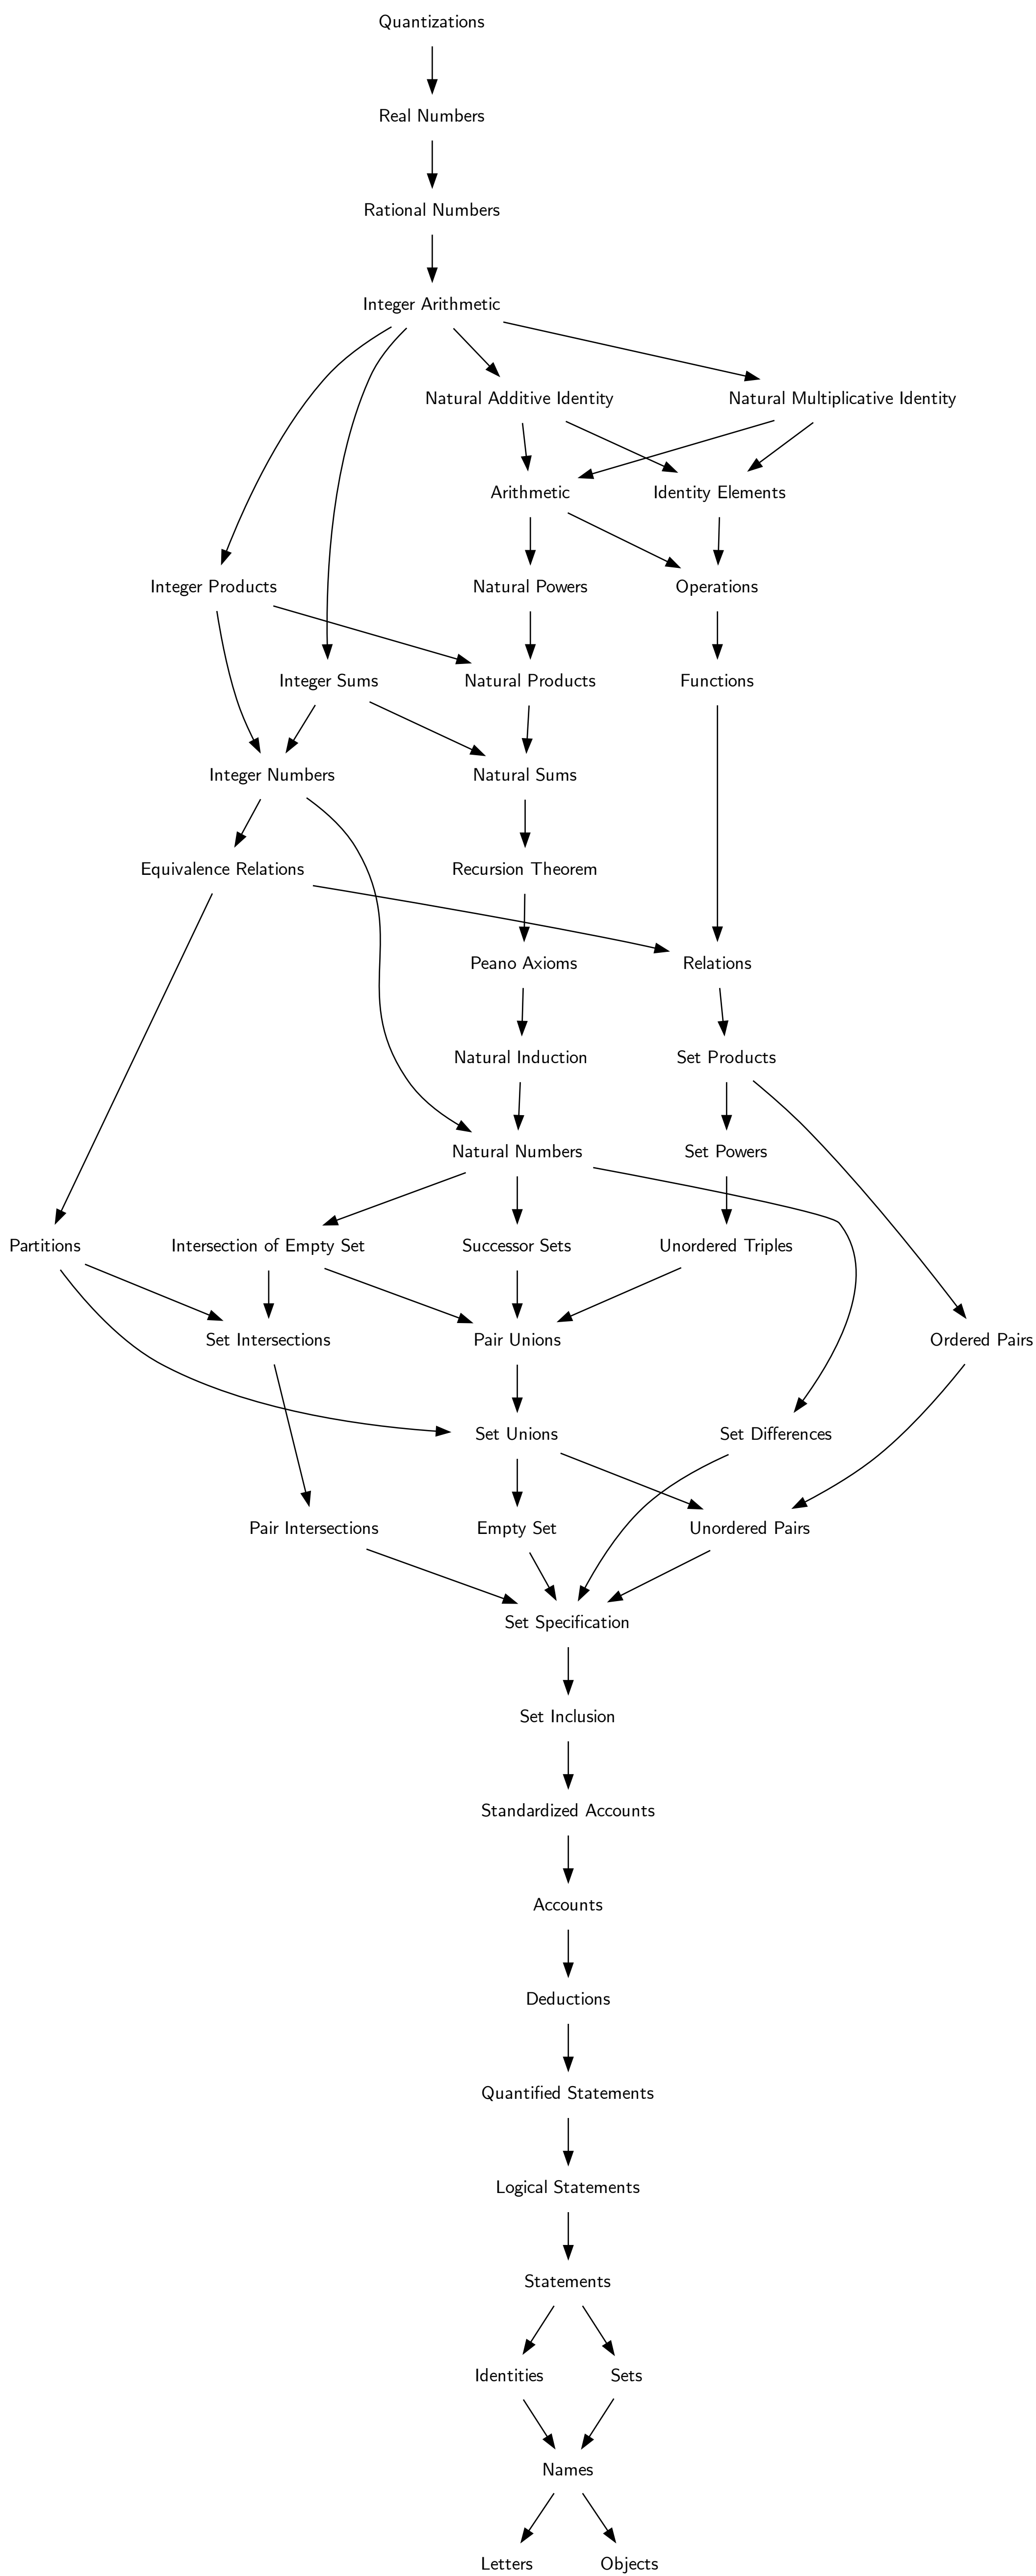 Quantizations
Real Numbers
Rational Numbers
Integer Arithmetic
Natural Additive Identity
Natural Multiplicative Identity
Arithmetic
Identity Elements
Integer Products
Natural Powers
Operations
Integer Sums
Natural Products
Functions
Integer Numbers
Natural Sums
Equivalence Relations
Recursion Theorem
Peano Axioms
Relations
Natural Induction
Set Products
Natural Numbers
Set Powers
Partitions
Intersection of Empty Set
Successor Sets
Unordered Triples
Set Intersections
Pair Unions
Ordered Pairs
Set Unions
Set Differences
Pair Intersections
Empty Set
Unordered Pairs
Set Specification
Set Inclusion
Standardized Accounts
Accounts
Deductions
Quantified Statements
Logical Statements
Statements
Identities
Sets
Names
Letters
Objects